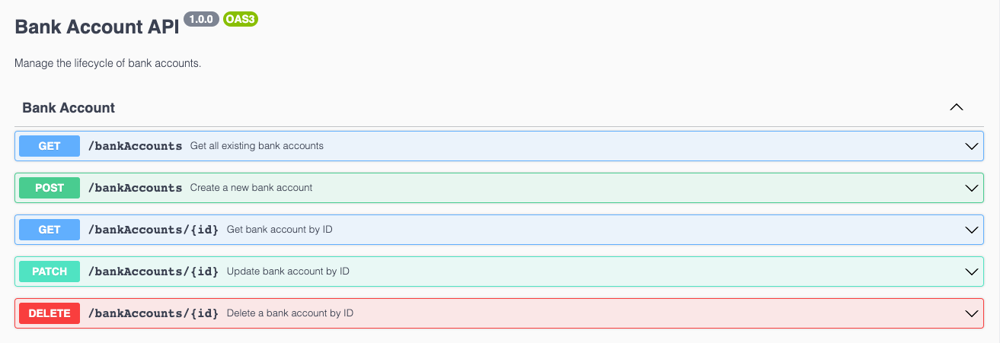 Bank Account API 1.0.0 OAS3
Manage the lifecycle of bank accounts.
Bank Account
GET /bankAccounts Get all existing bank accounts
POST /bankAccounts Create a new bank account
GET /bankAccounts/{id} Get bank account by ID
PATCH /bankAccounts/{id} Update bank account by ID
DELETE /bankAccounts/{id} Delete a bank account by ID